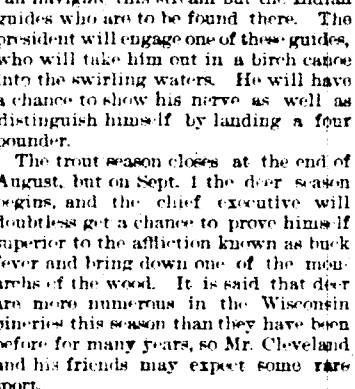 an navigate this stream but the Indian
guides who are to be found there. The
president will engage one of these guides,
who will take him out in a birch canoe
into the swirling waters. He will have
a chance to show his nerve as well as
distinguish himself by landing a four
pounder.
The trout season closes at the end of
August, but on Sept. 1 the deer season
begins, and the chief executive will
doubtless get a chance to prove himself
superior to the affliction known as buck
fever and bring down one of the mon-
archs of the wood. It is said that deer
are more numerous in the Wisconsin
pineries this season than they have been
before for many years, so Mr. Cleveland
and his friends may expect some rare
sport.